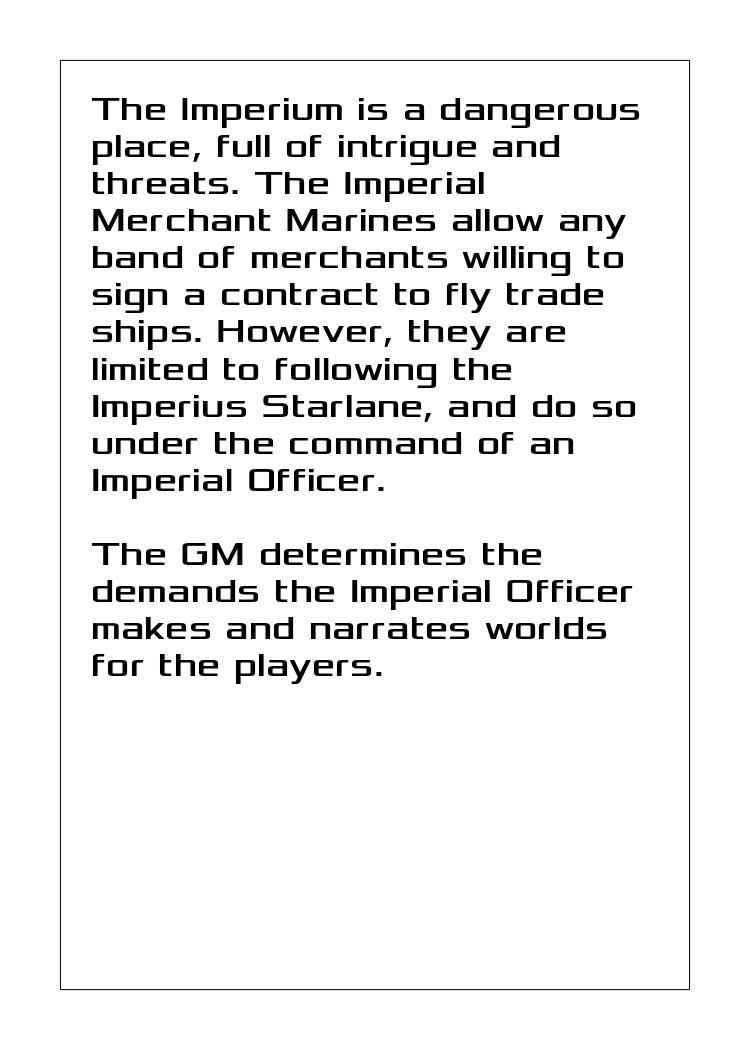 The Imperium is a dangerous
place, full of intrigue and
threats. The Imperial
Merchant Marines allow any
band of merchants willing to
sign a contract to fly trade
ships. However, they are
limited to following the
Imperius Starlane, and do so
under the command of an
Imperial Officer.

The GM determines the
demands the Imperial Officer
makes and narrates worlds
for the players.